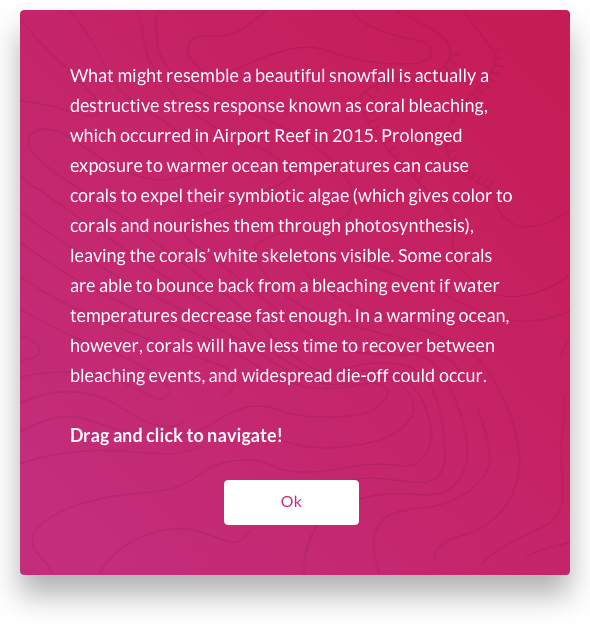 What might resemble a beautiful snowfall is actually a
destructive stress response known as coral bleaching,
which occurred in Airport Reef in 2015. Prolonged
exposure to warmer ocean temperatures can cause
corals to expel their symbiotic algae (which gives color to
corals and nourishes them through photosynthesis),
leaving the corals’ white skeletons visible. Some corals
are able to bounce back from a bleaching event if water
temperatures decrease fast enough. In a warming ocean,
however, corals will have less time to recover between
bleaching events, and widespread die-off could occur.
Drag and click to navigate!
Ok